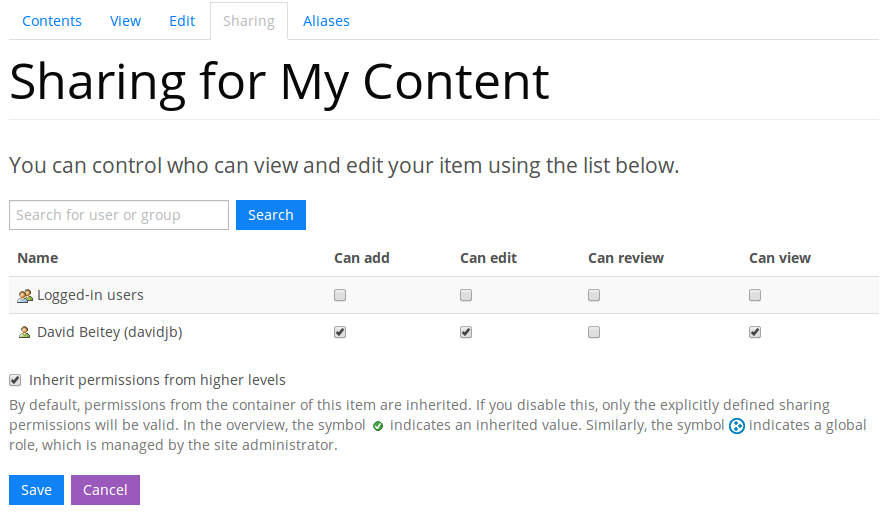 Contents View Edit Sharing Aliases
Sharing for My Content
You can control who can view and edit your item using the list below.
Search for user or group Search
Name Can add Can edit Can review Can view
Logged-in users
David Beitey (davidjb)
Inherit permissions from higher levels
By default, permissions from the container of this item are inherited. If you disable this, only the explicitly defined sharing
permissions will be valid. In the overview, the symbol indicates an inherited value. Similarly, the symbol indicates a global
role, which is managed by the site administrator.
Save Cancel